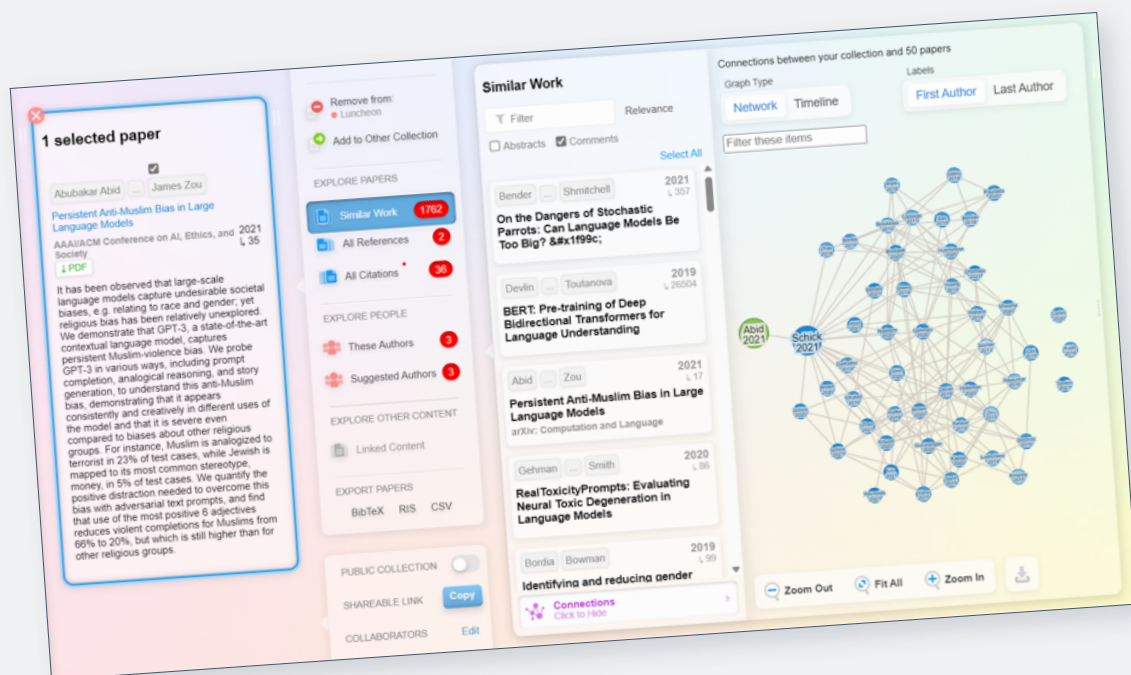 1 selected paper
Abubakar Abid ... James Zou
Persistent Anti-Muslim Bias in Large
Language Models
AAAI/ACM Conference on AI, Ethics, and
Society
2021
35
PDF
It has been observed that large-scale
language models capture undesirable societal
biases, e.g. relating to race and gender; yet
religious bias has been relatively unexplored.
We demonstrate that GPT-3, a state-of-the-art
contextual language model, captures
persistent Muslim-violence bias. We probe
GPT-3 in various ways, including prompt
completion, analogical reasoning, and story
generation, to understand this anti-Muslim
bias, demonstrating that it appears
consistently and creatively in different uses of
the model and that it is severe even
compared to biases about other religious
groups. For instance, Muslim is analogized to
terrorist in 23% of test cases, while Jewish is
mapped to its most common stereotype,
money, in 5% of test cases. We quantify the
positive distraction needed to overcome this
bias with adversarial text prompts, and find
that use of the most positive 6 adjectives
reduces violent completions for Muslims from
66% to 20%, but which is still higher than for
other religious groups.
Remove from:
Luncheon
Add to Other Collection
EXPLORE PAPERS
Similar Work 1762
All References 2
All Citations 36
EXPLORE PEOPLE
These Authors 3
Suggested Authors 3
EXPLORE OTHER CONTENT
Linked Content
EXPORT PAPERS
BibTeX RIS CSV
PUBLIC COLLECTION
SHAREABLE LINK Copy
COLLABORATORS Edit
Similar Work
Filter Relevance
Abstracts Comments
Select All
Bender ... Shmitchell 2021
357
On the Dangers of Stochastic
Parrots: Can Language Models Be
Too Big? &#x1f99c;
Devlin ... Toutanova 2019
26504
BERT: Pre-training of Deep
Bidirectional Transformers for
Language Understanding
Abid ... Zou 2021
17
Persistent Anti-Muslim Bias in Large
Language Models
arXiv: Computation and Language
Gehman ... Smith 2020
86
RealToxicityPrompts: Evaluating
Neural Toxic Degeneration in
Language Models
Bordia Bowman 2019
99
Identifying and reducing gender
Connections
Click to Hide
Connections between your collection and 50 papers
Graph Type
Network Timeline
Labels
First Author Last Author
Filter these items
Abid
2021
Schick
2021
Zoom Out Fit All Zoom In